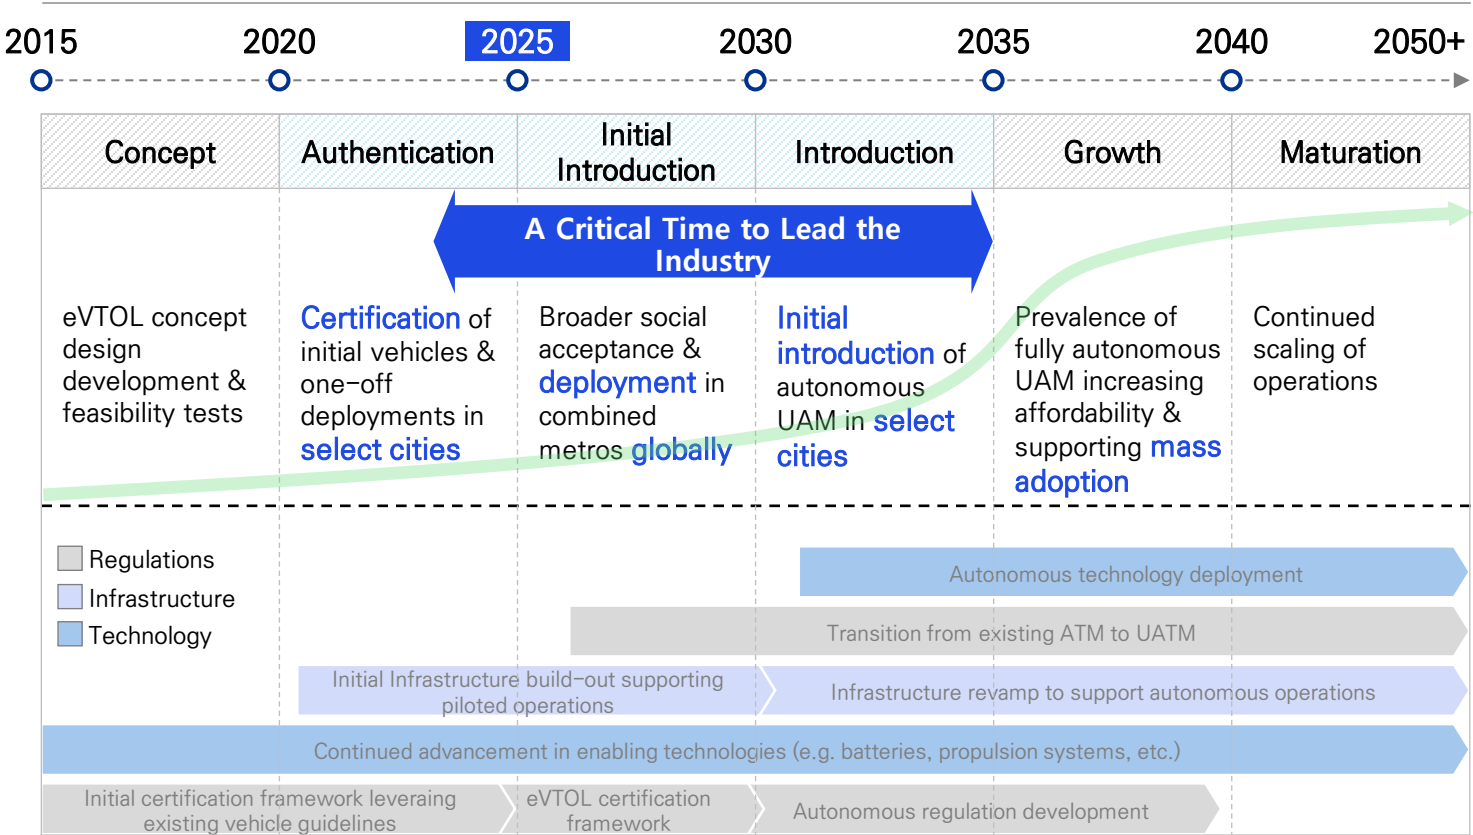 2015 2020 2025 2030 2035 2040 2050+
Concept
Authentication
Initial
Introduction
Introduction
Growth
Maturation
A Critical Time to Lead the
Industry
eVTOL concept
design
development &
feasibility tests
Certification of
initial vehicles &
one-off
deployments in
select cities
Broader social
acceptance &
deployment in
combined
metros globally
Initial
introduction of
autonomous
UAM in select
cities
Prevalence of
fully autonomous
UAM increasing
affordability &
supporting mass
adoption
Continued
scaling of
operations
Regulations
Infrastructure
Technology
Autonomous technology deployment
Transition from existing ATM to UATM
Initial Infrastructure build-out supporting
piloted operations
Infrastructure revamp to support autonomous operations
Continued advancement in enabling technologies (e.g. batteries, propulsion systems, etc.)
Initial certification framework leveraring
existing vehicle guidelines
eVTOL certification
framework
Autonomous regulation development